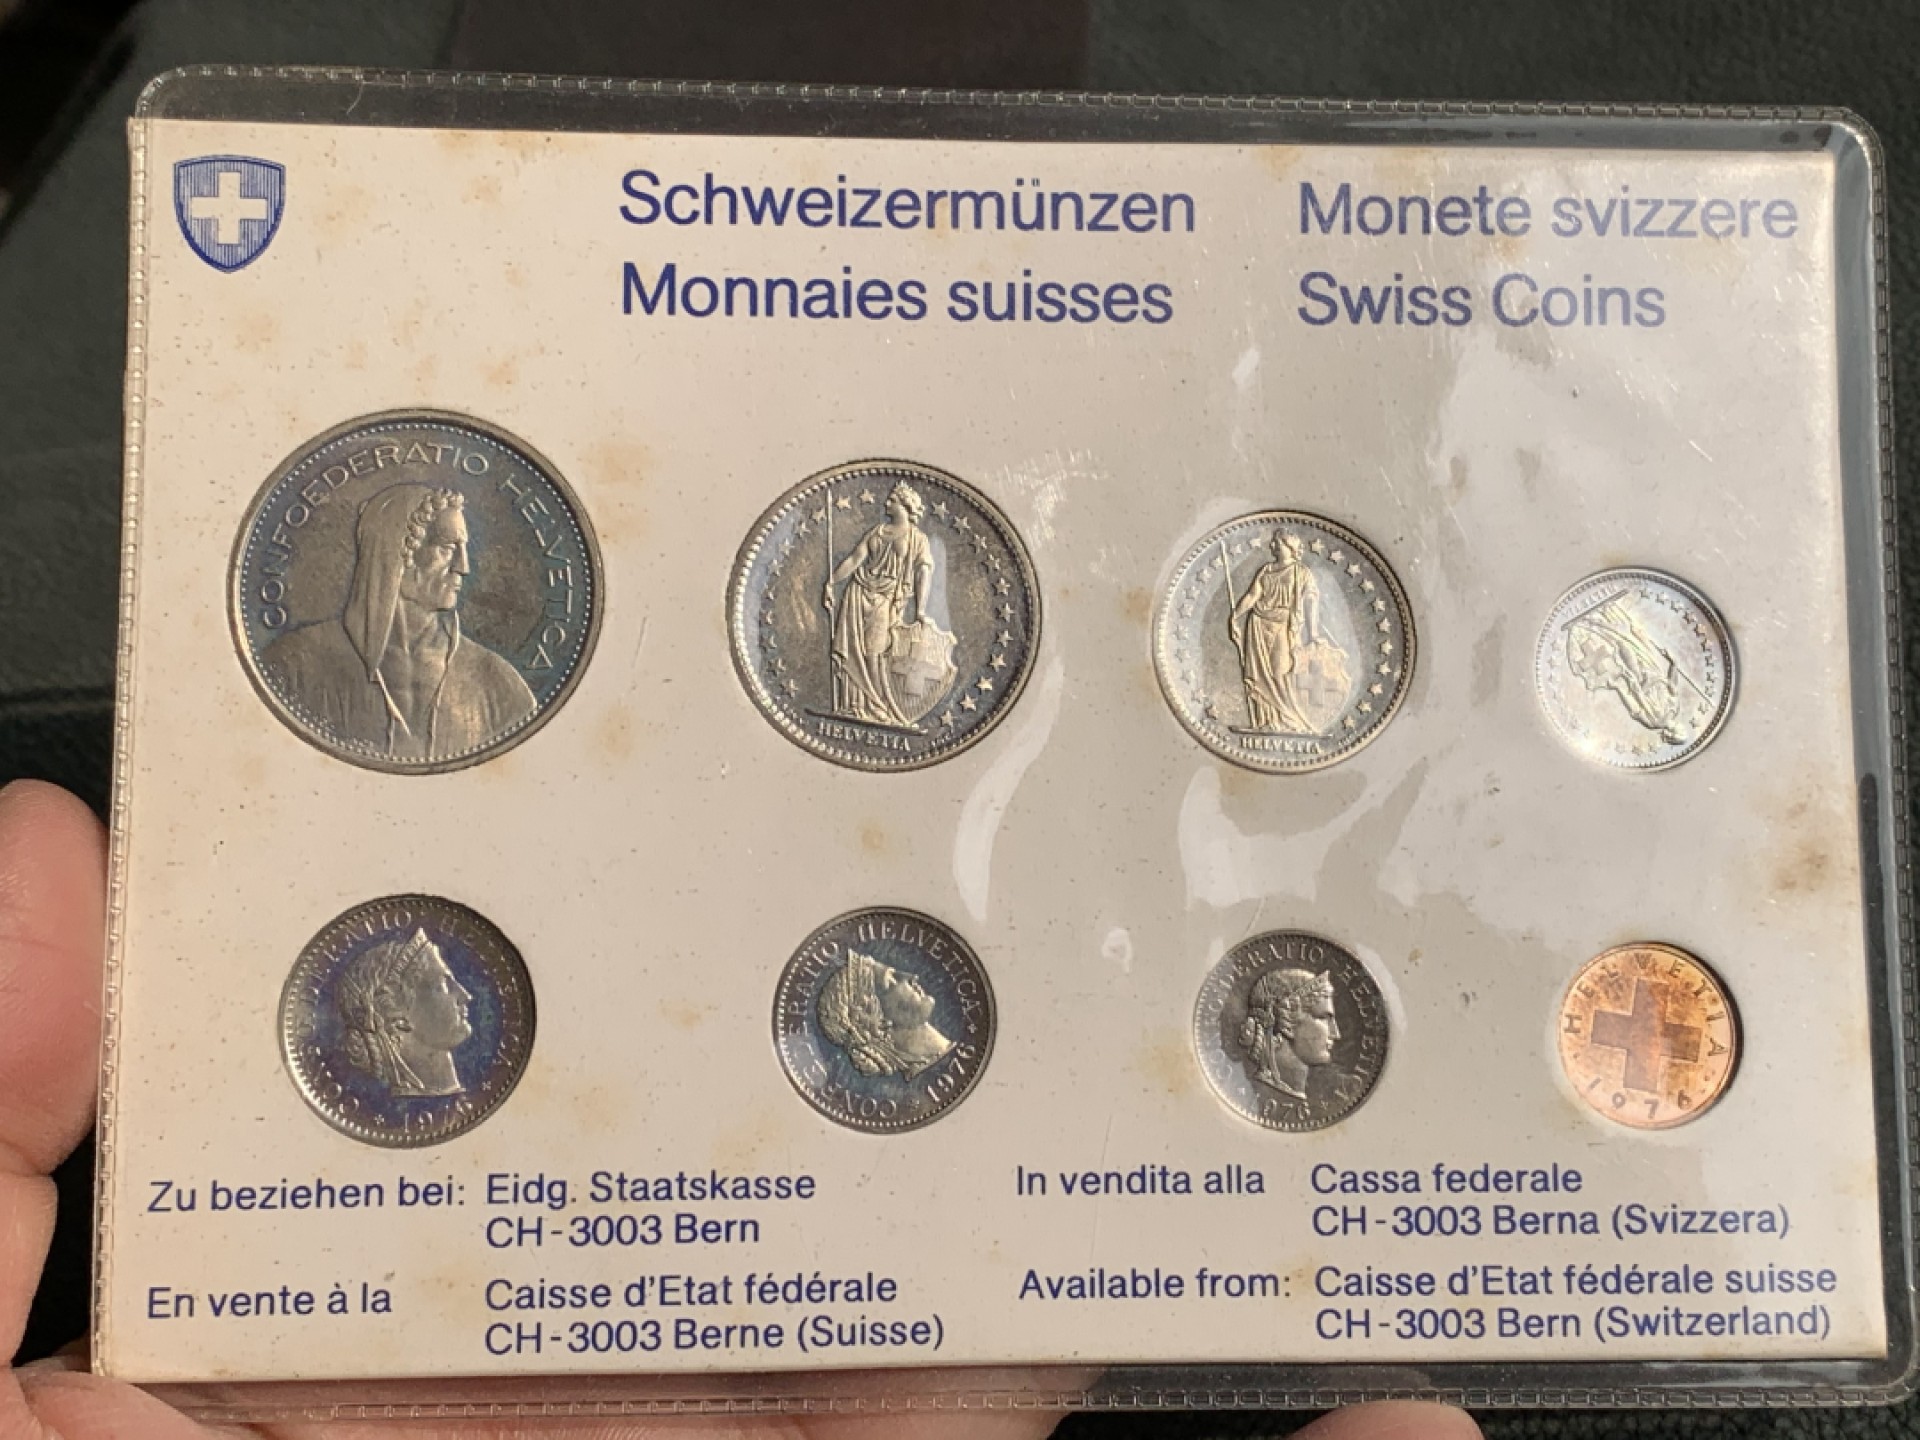 Schweizermünzen
Monnaies suisses
Monete svizzere
Swiss Coins
CONFOEDERATIO HELVETICA
HELVETIA
HELVETIA
HELVETIA
CONFOEDERATIO HELVETICA * 1976 *
CONFOEDERATIO HELVETICA * 1976 *
CONFOEDERATIO HELVETICA * 1976 *
HELVETIA
1976
Zu beziehen bei: Eidg. Staatskasse
CH-3003 Bern
En vente à la Caisse d'Etat fédérale
CH-3003 Berne (Suisse)
In vendita alla Cassa federale
CH-3003 Berna (Svizzera)
Available from: Caisse d'Etat fédérale suisse
CH-3003 Bern (Switzerland)